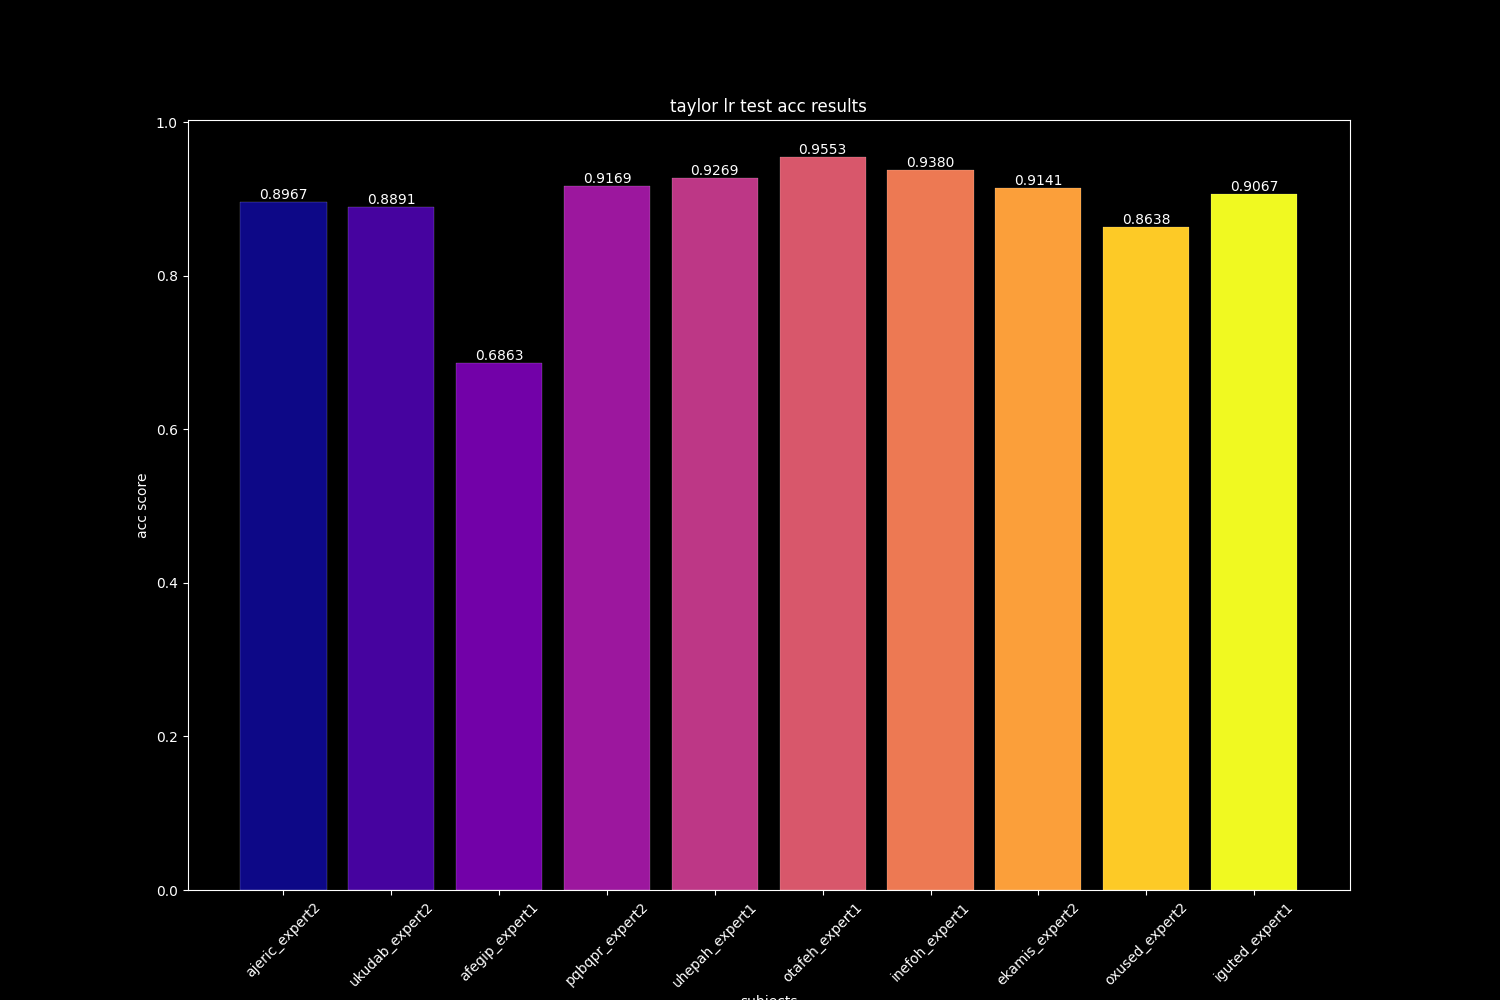 taylor lr test acc results
1.0
0.8
0.6
0.4
0.2
0.0
acc score
0.8967
0.8891
0.6863
0.9169
0.9269
0.9553
0.9380
0.9141
0.8638
0.9067
ajeric_expert2
ukudab_expert2
afegip_expert1
pqbqpr_expert2
uhepah_expert1
otafeh_expert1
inefoh_expert1
ekamis_expert2
oxused_expert2
iguted_expert1
subjects